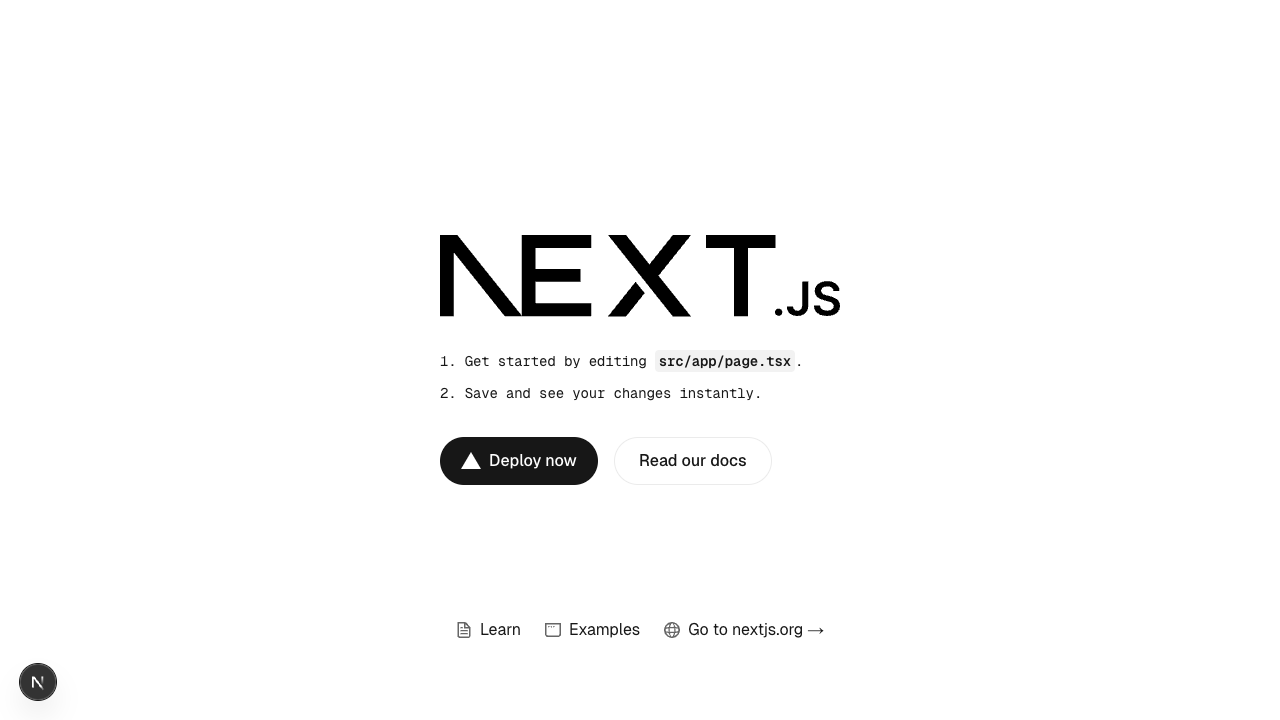 NEXT.JS
1. Get started by editing src/app/page.tsx.
2. Save and see your changes instantly.
Deploy now
Read our docs
Learn
Examples
Go to nextjs.org →
N